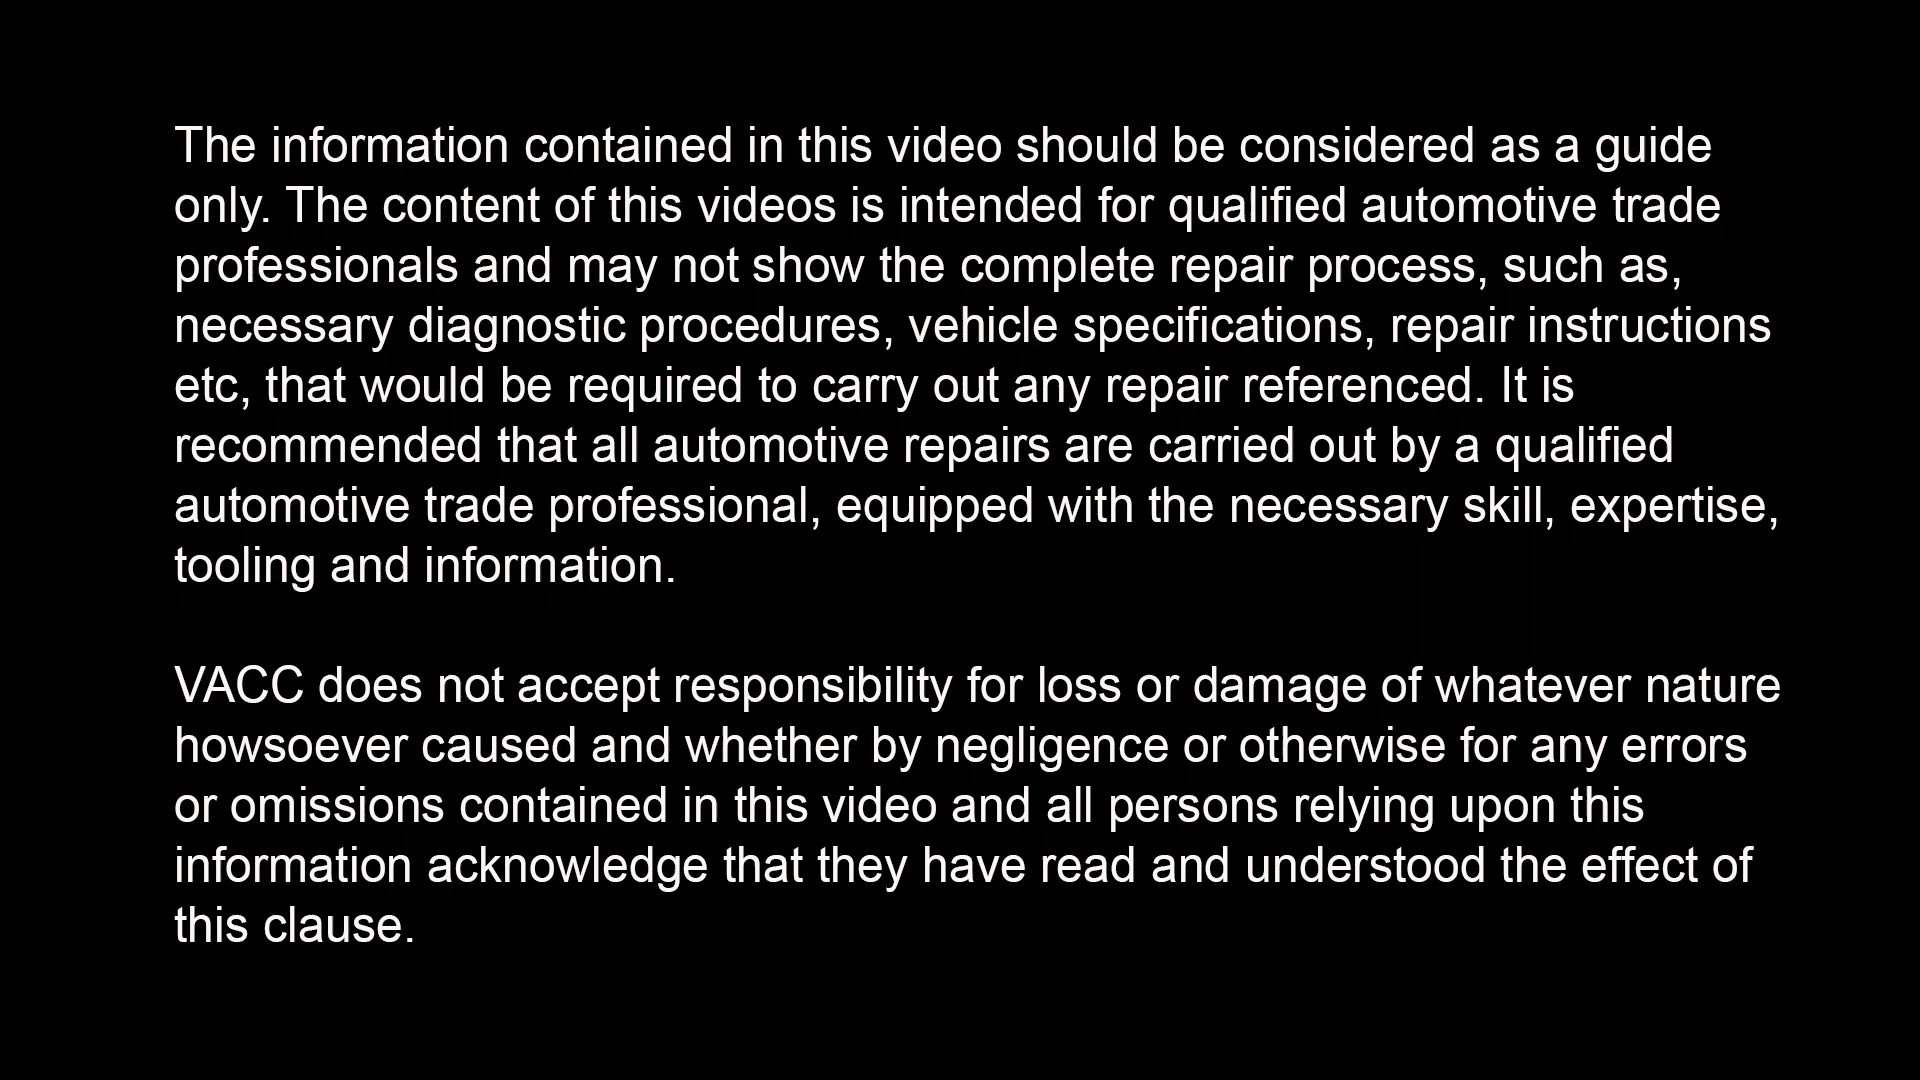 The information contained in this video should be considered as a guide
only. The content of this videos is intended for qualified automotive trade
professionals and may not show the complete repair process, such as,
necessary diagnostic procedures, vehicle specifications, repair instructions
etc, that would be required to carry out any repair referenced. It is
recommended that all automotive repairs are carried out by a qualified
automotive trade professional, equipped with the necessary skill, expertise,
tooling and information.
VACC does not accept responsibility for loss or damage of whatever nature
howsoever caused and whether by negligence or otherwise for any errors
or omissions contained in this video and all persons relying upon this
information acknowledge that they have read and understood the effect of
this clause.